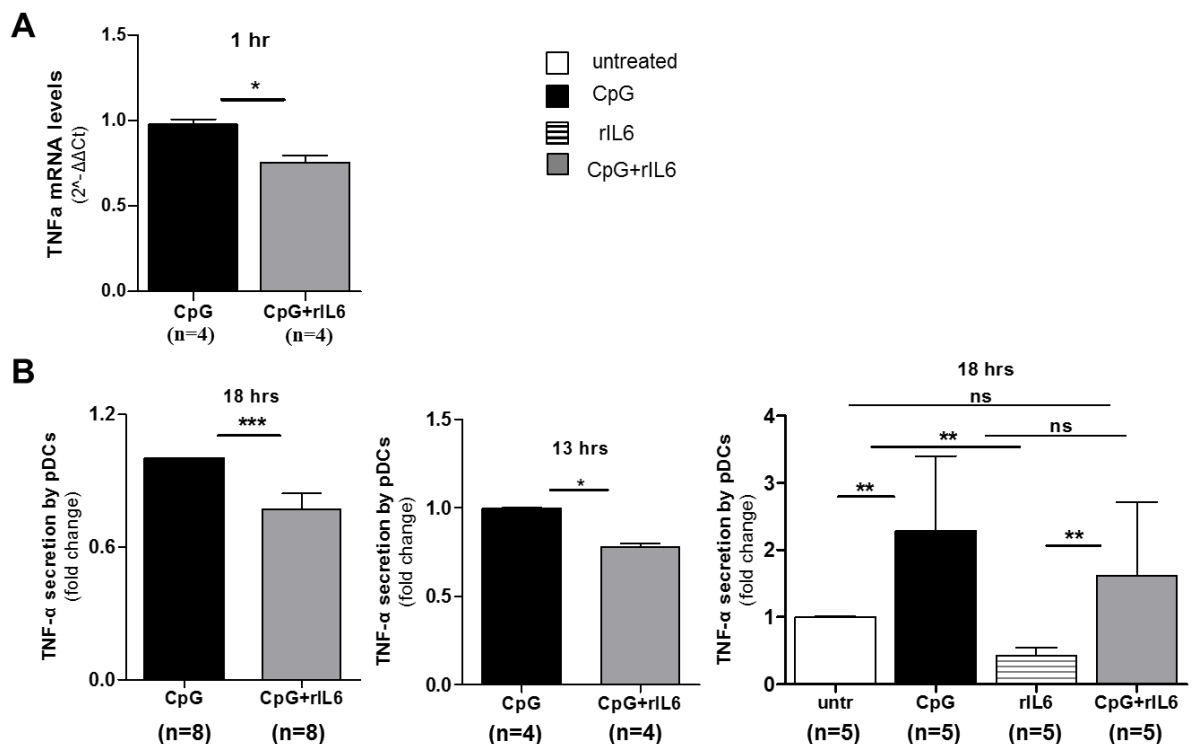 A
1 hr
*
TNFa mRNA levels
(2^-ΔΔCt)
1.5
1.0
0.5
0.0
CpG
CpG+rIL6
(n=4)
(n=4)
untreated
CpG
rIL6
CpG+rIL6
B
18 hrs
***
TNF-α secretion by pDCs
(fold change)
1.2
0.6
0.0
CpG
CpG+rIL6
(n=8)
(n=8)
13 hrs
*
TNF-α secretion by pDCs
(fold change)
1.5
1.0
0.5
0.0
CpG
CpG+rIL6
(n=4)
(n=4)
18 hrs
ns
ns
**
**
**
TNF-α secretion by pDCs
(fold change)
4
3
2
1
0
untr
CpG
rIL6
CpG+rIL6
(n=5)
(n=5)
(n=5)
(n=5)